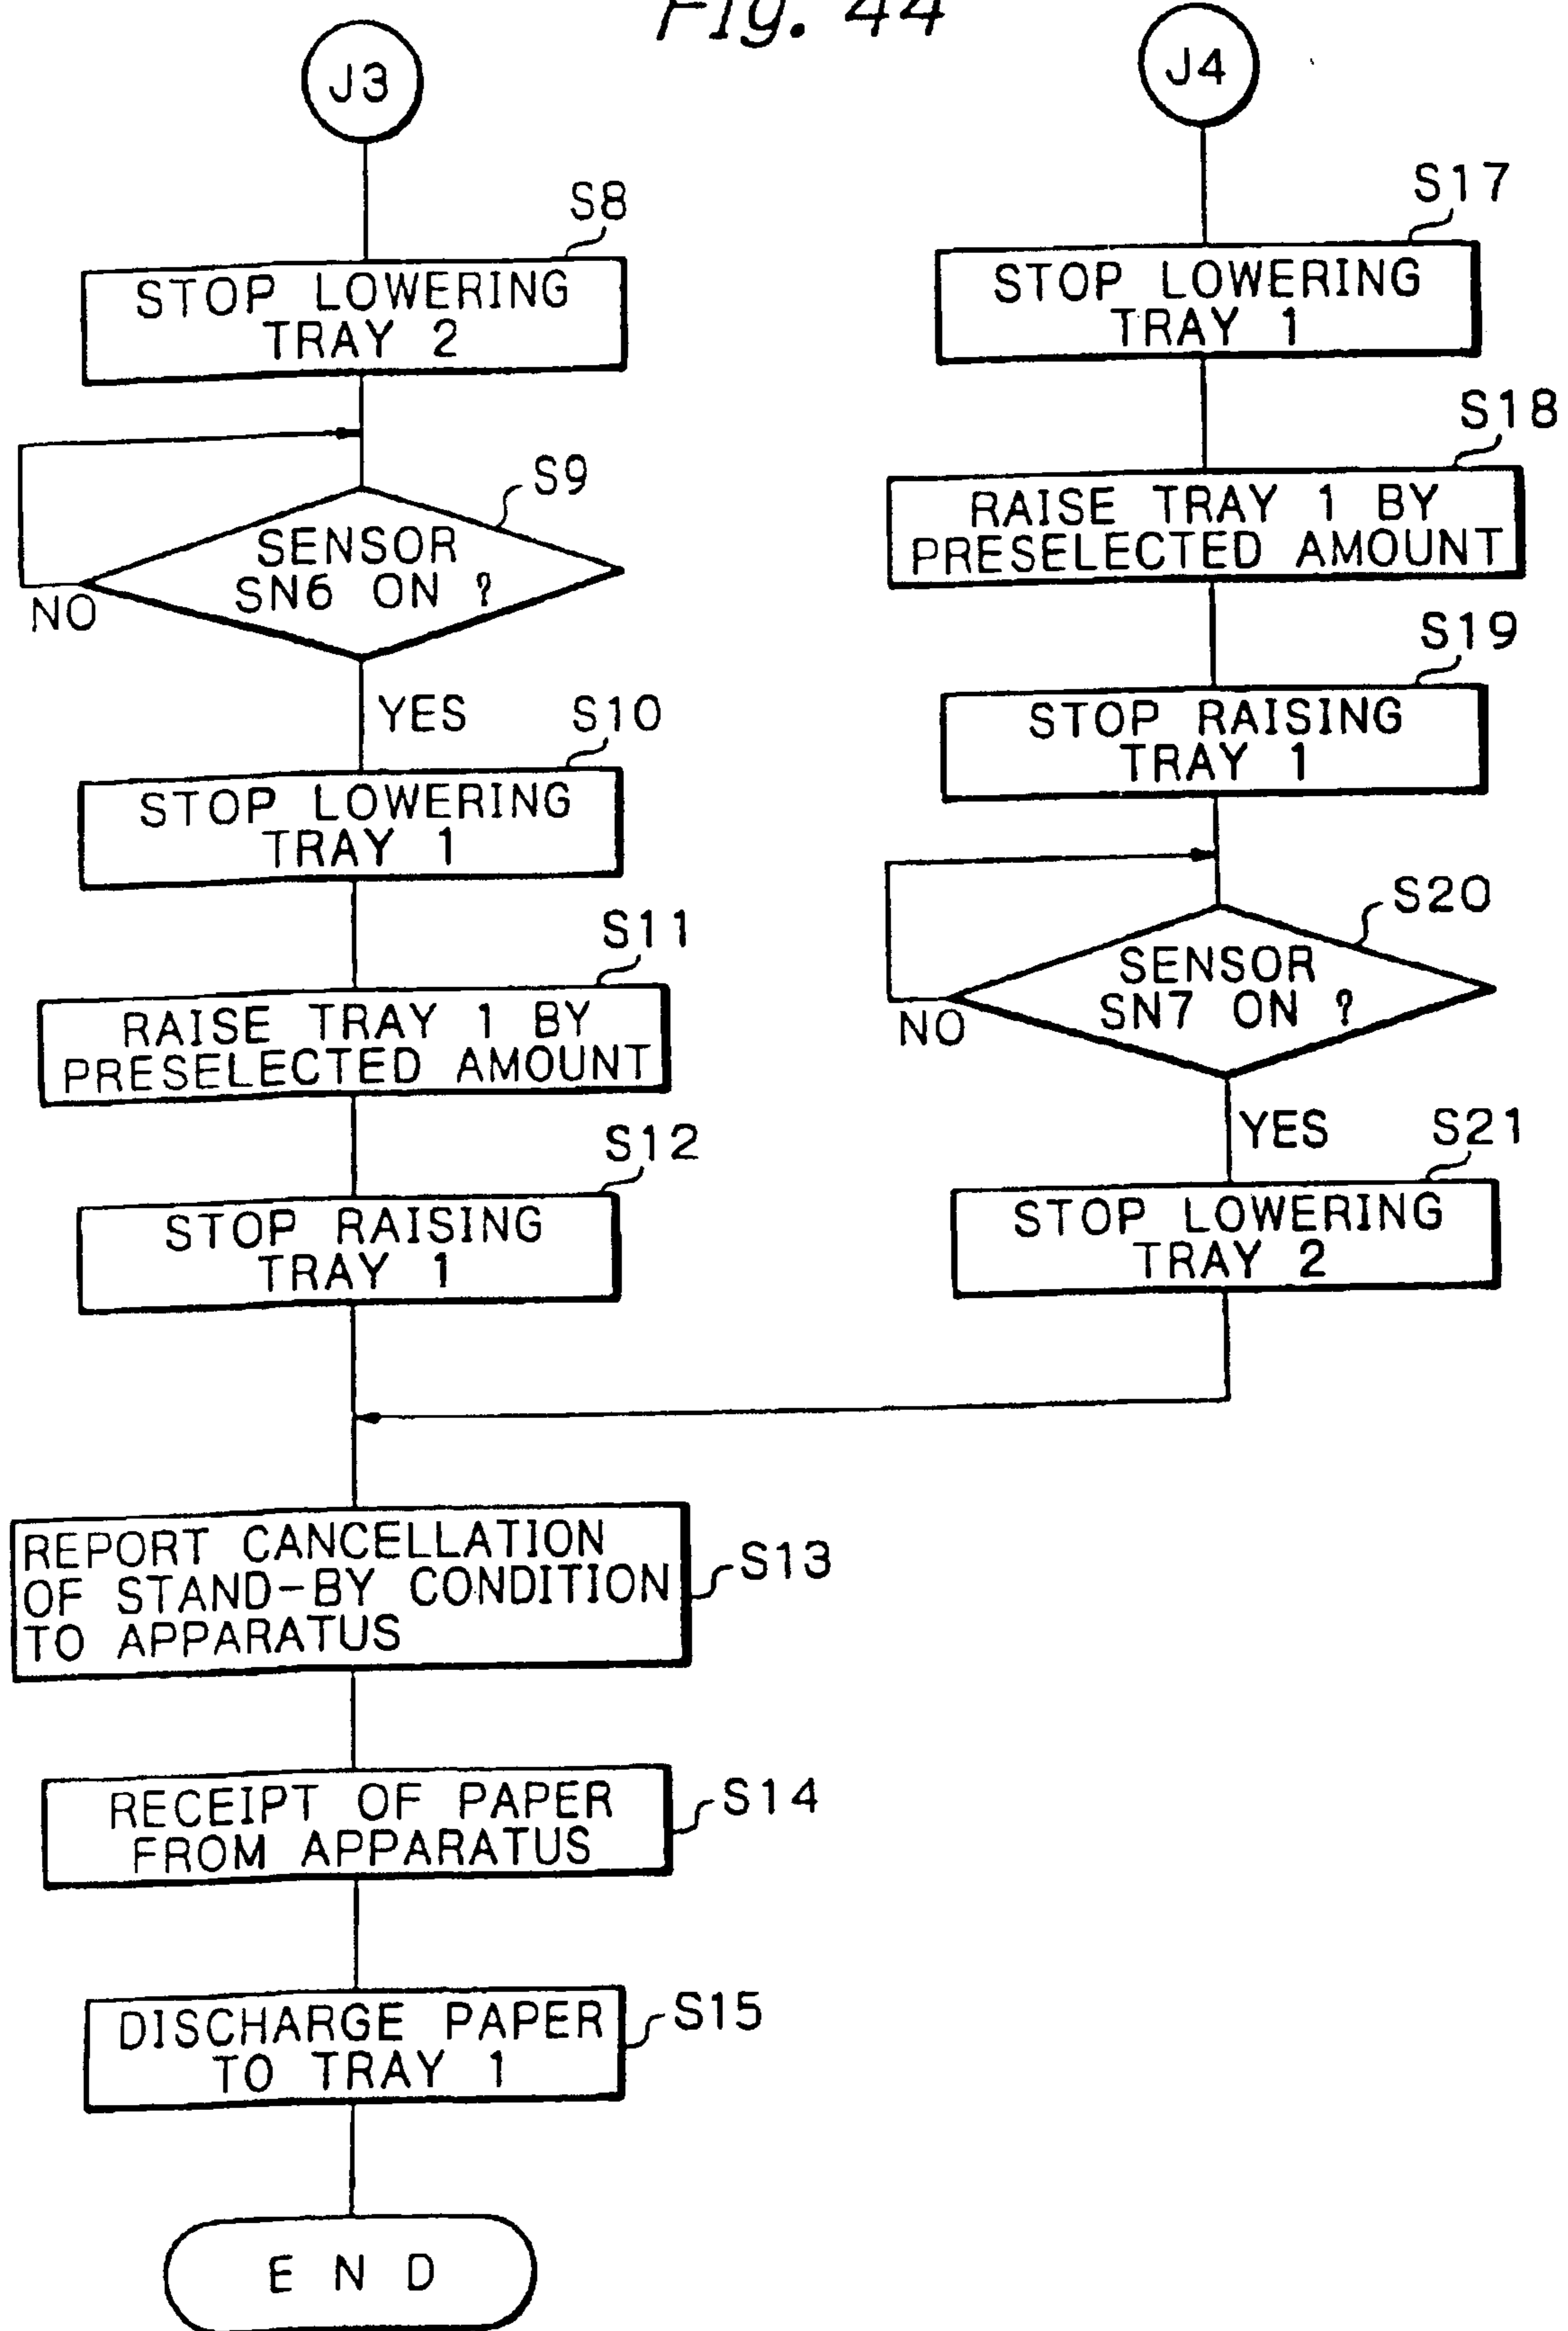 Fig. 44
J3
S8
STOP LOWERING
TRAY 2
S9
SENSOR
SN6 ON ?
NO
YES
S10
STOP LOWERING
TRAY 1
S11
RAISE TRAY 1 BY
PRESELECTED AMOUNT
S12
STOP RAISING
TRAY 1
REPORT CANCELLATION
OF STAND-BY CONDITION
TO APPARATUS
S13
RECEIPT OF PAPER
FROM APPARATUS
S14
DISCHARGE PAPER
TO TRAY 1
S15
E N D
J4
S17
STOP LOWERING
TRAY 1
S18
RAISE TRAY 1 BY
PRESELECTED AMOUNT
S19
STOP RAISING
TRAY 1
S20
SENSOR
SN7 ON ?
NO
YES
S21
STOP LOWERING
TRAY 2